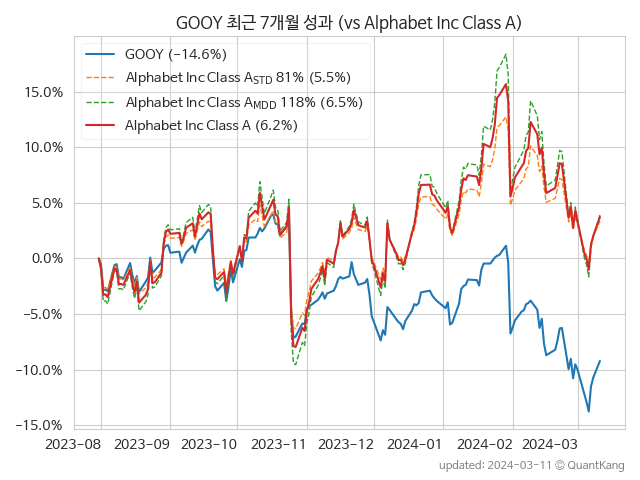 GOOY 최근 7개월 성과 (vs Alphabet Inc Class A)
GOOY (−14.6%)
Alphabet Inc Class A_STD 81% (5.5%)
Alphabet Inc Class A_MDD 118% (6.5%)
Alphabet Inc Class A (6.2%)
15.0%
10.0%
5.0%
0.0%
−5.0%
−10.0%
−15.0%
2023-08 2023-09 2023-10 2023-11 2023-12 2024-01 2024-02 2024-03
updated: 2024-03-11 ⓒ QuantKang